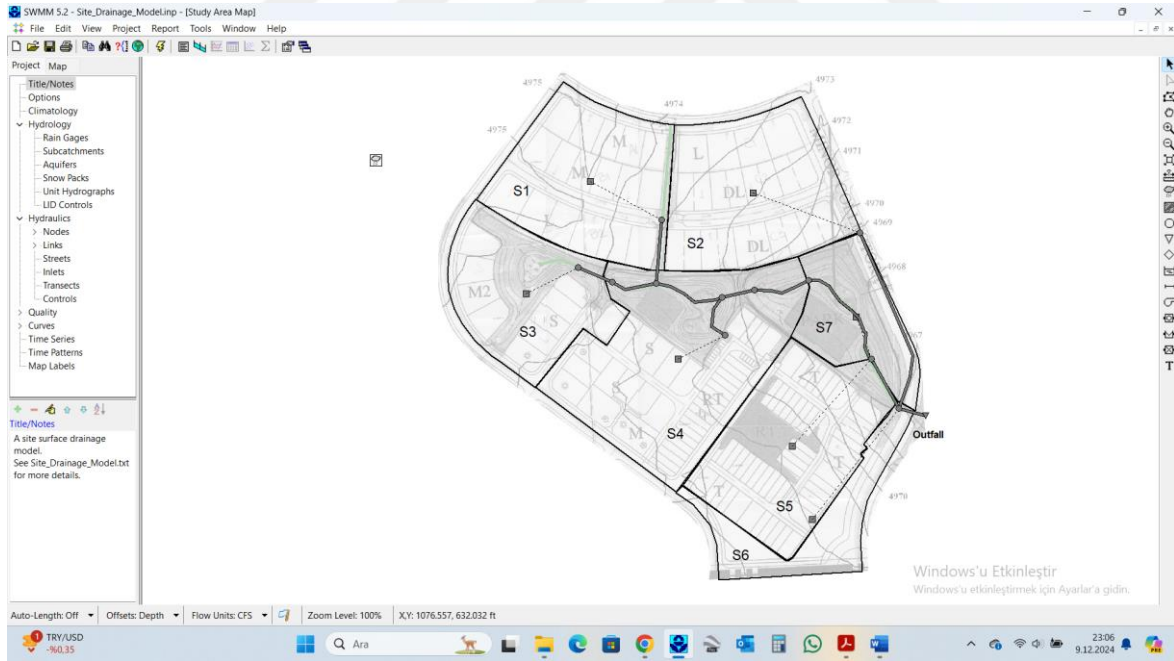 SWMM 5.2 - Site_Drainage_Model.inp - [Study Area Map]
File Edit View Project Report Tools Window Help
Project Map
Title/Notes
Options
Climatology
Hydrology
Rain Gages
Subcatchments
Aquifers
Snow Packs
Unit Hydrographs
LID Controls
Hydraulics
Nodes
Links
Streets
Inlets
Transects
Controls
Quality
Curves
Time Series
Time Patterns
Map Labels
Title/Notes
A site surface drainage
model.
See Site_Drainage_Model.txt
for more details.
4975
4973
4974
4972
4975
4971
M
L
M
S1
DL
4970
L
4969
S2
DL
4968
M2
S7
S3
S
S
T
S
RT
M
S4
Outfall
RT
T
T
S5
4970
S6
Windows'u Etkinleştir
Windows'u etkinleştirmek için Ayarlar'a gidin.
Auto-Length: Off Offsets: Depth Flow Units: CFS Zoom Level: 100% X,Y: 1076.557, 632.032 ft
TRY/USD
-%0,35
Ara
23:06
9.12.2024